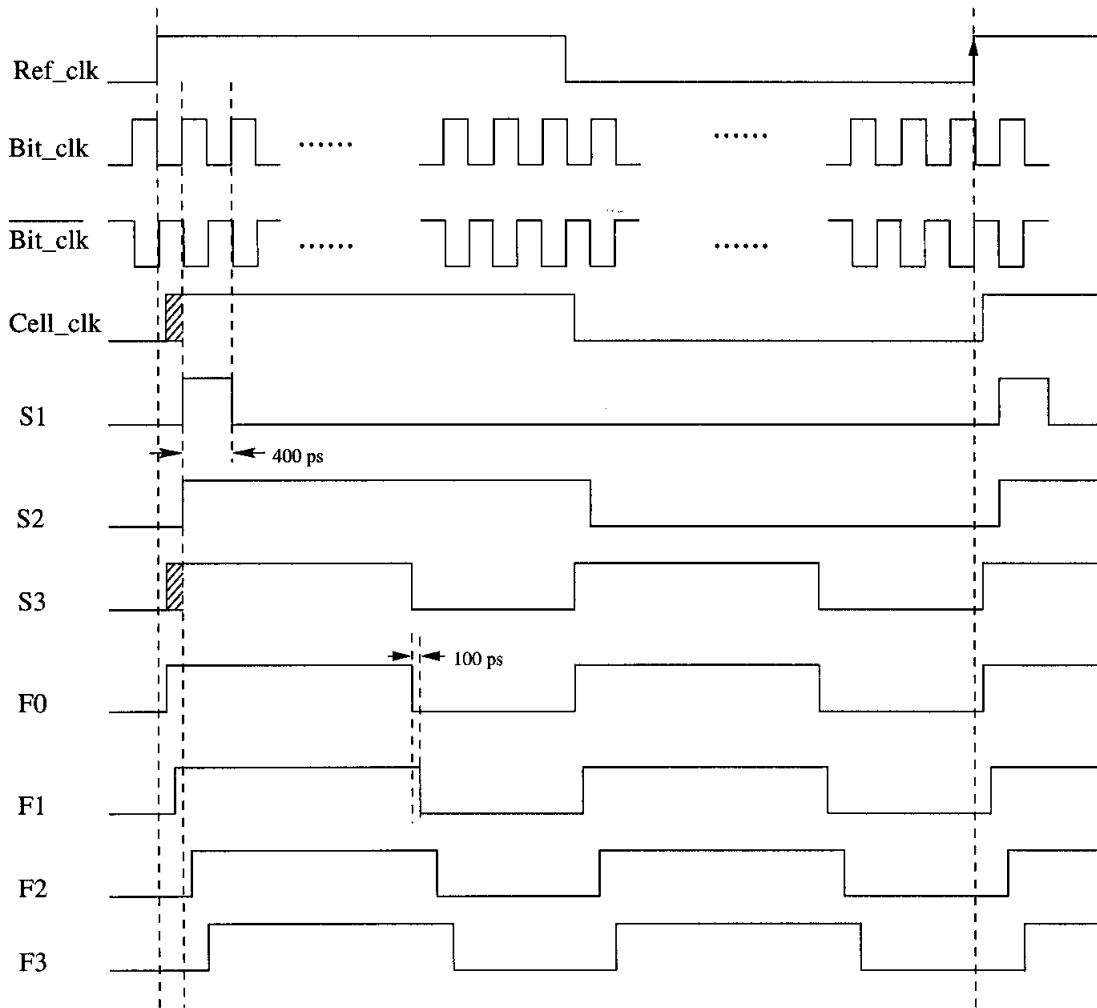 Ref_clk
Bit_clk
......
......
Bit_clk
......
......
Cell_clk
S1
400 ps
S2
S3
100 ps
F0
F1
F2
F3